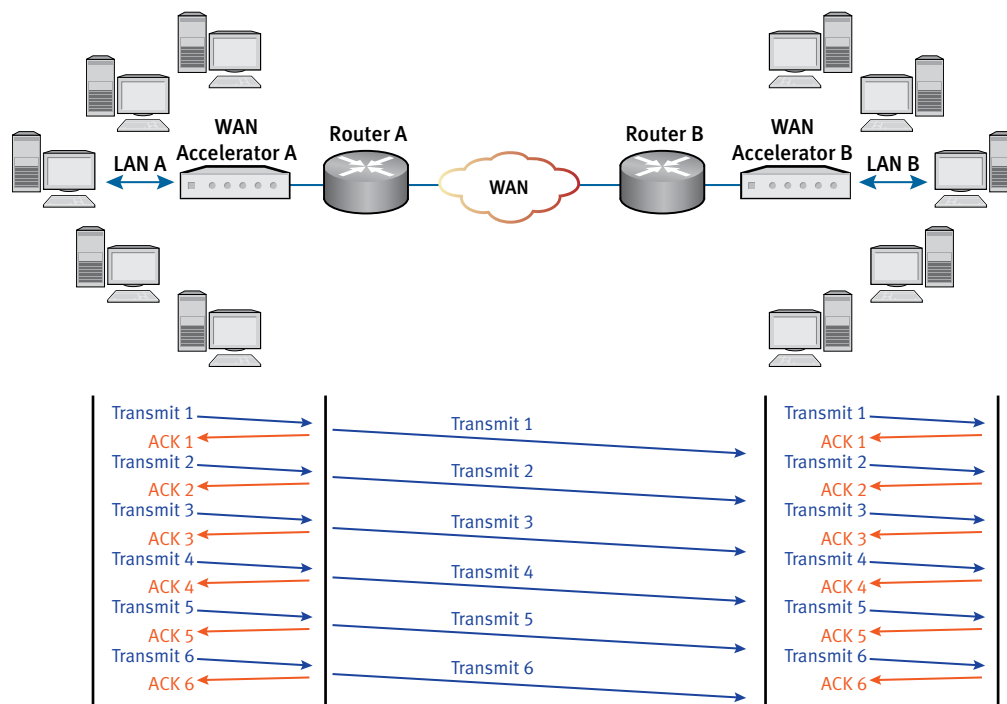 WAN
Accelerator A
Router A
Router B
WAN
Accelerator B
LAN A
WAN
LAN B
Transmit 1
ACK 1
Transmit 2
ACK 2
Transmit 3
ACK 3
Transmit 4
ACK 4
Transmit 5
ACK 5
Transmit 6
ACK 6
Transmit 1
Transmit 2
Transmit 3
Transmit 4
Transmit 5
Transmit 6
Transmit 1
ACK 1
Transmit 2
ACK 2
Transmit 3
ACK 3
Transmit 4
ACK 4
Transmit 5
ACK 5
Transmit 6
ACK 6